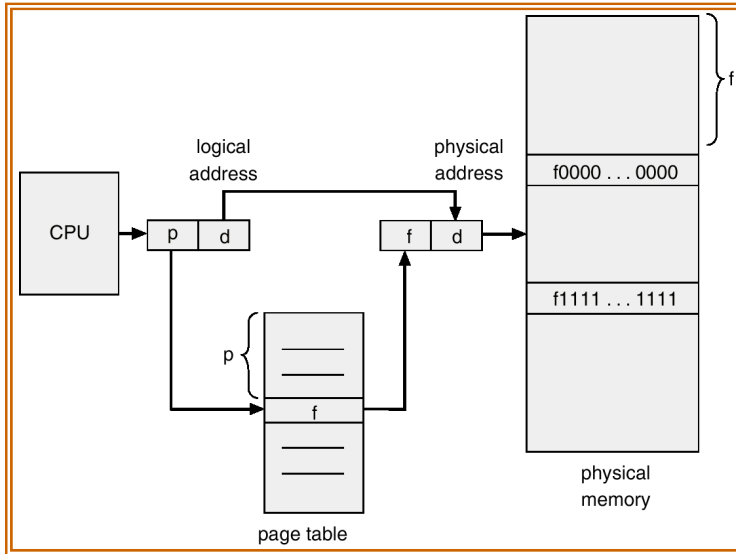 f
logical
address
physical
address
f0000 . . . 0000
CPU
p
d
f
d
f1111 . . . 1111
p
f
physical
memory
page table